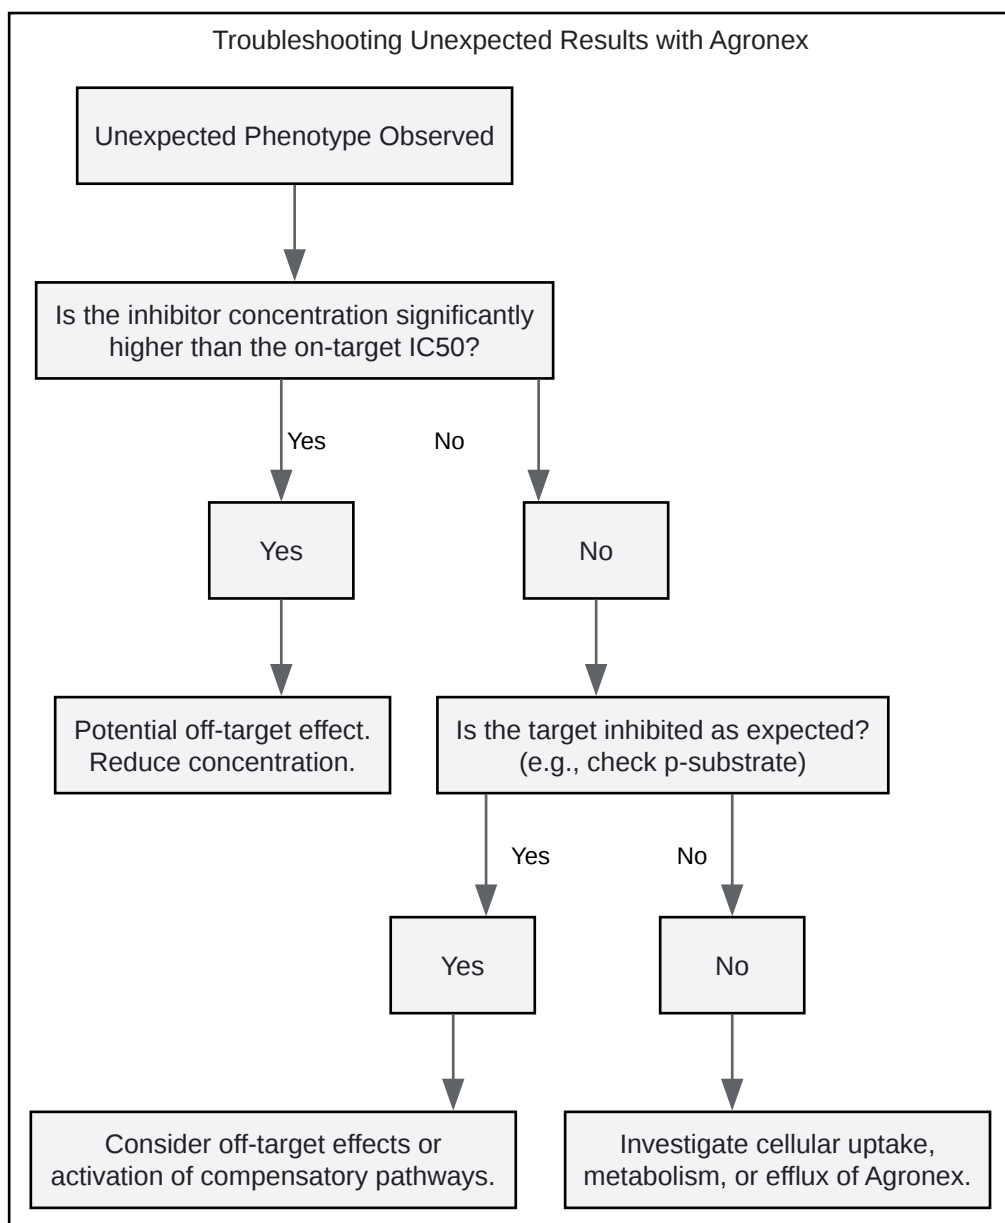 Troubleshooting Unexpected Results with Agronex
Unexpected Phenotype Observed
Is the inhibitor concentration significantly
higher than the on-target IC50?
Yes
No
Yes
No
Potential off-target effect.
Reduce concentration.
Is the target inhibited as expected?
(e.g., check p-substrate)
Yes
No
Yes
No
Consider off-target effects or
activation of compensatory pathways.
Investigate cellular uptake,
metabolism, or efflux of Agronex.